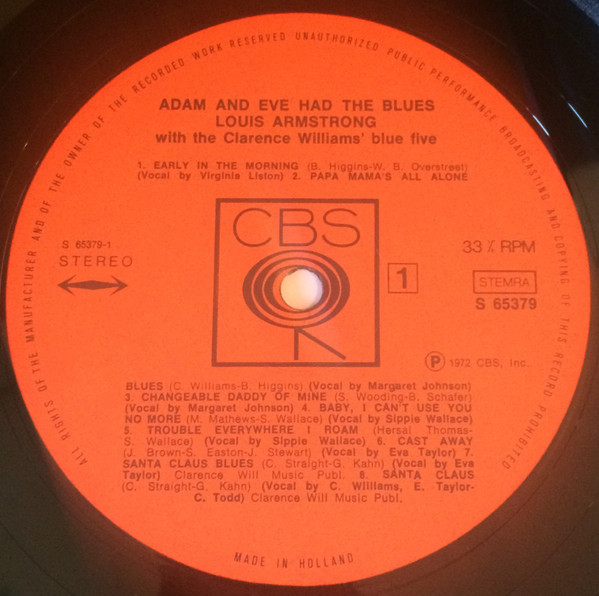 ALL RIGHTS OF THE MANUFACTURER AND OF THE OWNER OF THE RECORDED WORK RESERVED UNAUTHORIZED PUBLIC PERFORMANCE BROADCASTING AND COPYING OF THIS RECORD PROHIBITED
ADAM AND EVE HAD THE BLUES
LOUIS ARMSTRONG
with the Clarence Williams' blue five
1. EARLY IN THE MORNING (B. Higgins-W. B. Overstreet)
(Vocal by Virginia Liston) 2. PAPA MAMA'S ALL ALONE
CBS
S 65379-1
STEREO
33⅓ RPM
1
STEMRA
S 65379
Ⓟ 1972 CBS, Inc.
BLUES (C. Williams-B. Higgins) (Vocal by Margaret Johnson)
3. CHANGEABLE DADDY OF MINE (S. Wooding-B. Schafer)
(Vocal by Margaret Johnson) 4. BABY, I CAN'T USE YOU
NO MORE (M. Mathews-S. Wallace) (Vocal by Sippie Wallace)
5. TROUBLE EVERYWHERE I ROAM (Hersal Thomas-
S. Wallace) (Vocal by Sippie Wallace) 6. CAST AWAY
(J. Brown-S. Easton-J. Stewart) (Vocal by Eva Taylor) 7.
SANTA CLAUS BLUES (C. Straight-G. Kahn) (Vocal by Eva
Taylor) Clarence Will Music Publ. 8. SANTA CLAUS
(C. Straight-G. Kahn) (Vocal by C. Williams, E. Taylor-
C. Todd) Clarence Will Music Publ.
MADE IN HOLLAND